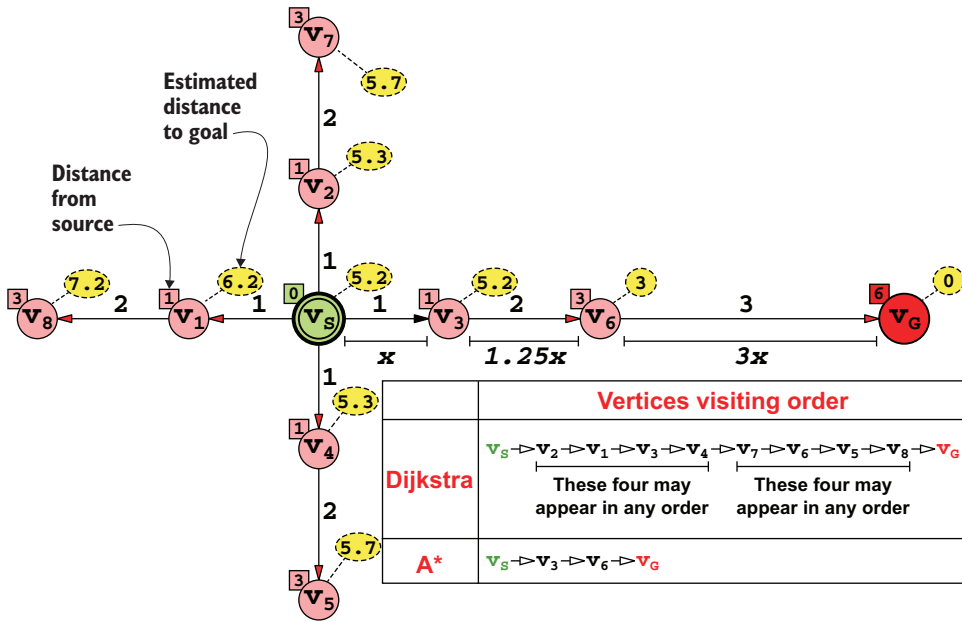 3
v7
5.7
Estimated
distance
to goal
2
1
v2
5.3
Distance
from
source
1
3
v8
7.2
2
1
v1
6.2
1
0
vS
5.2
1
1
v3
5.2
2
3
v6
3
3
6
vG
0
x
1.25x
3x
1
1
v4
5.3
2
3
v5
5.7
Vertices visiting order
Dijkstra
vS v2 v1 v3 v4 v7 v6 v5 v8 vG
These four may
appear in any order
These four may
appear in any order
A*
vS v3 v6 vG